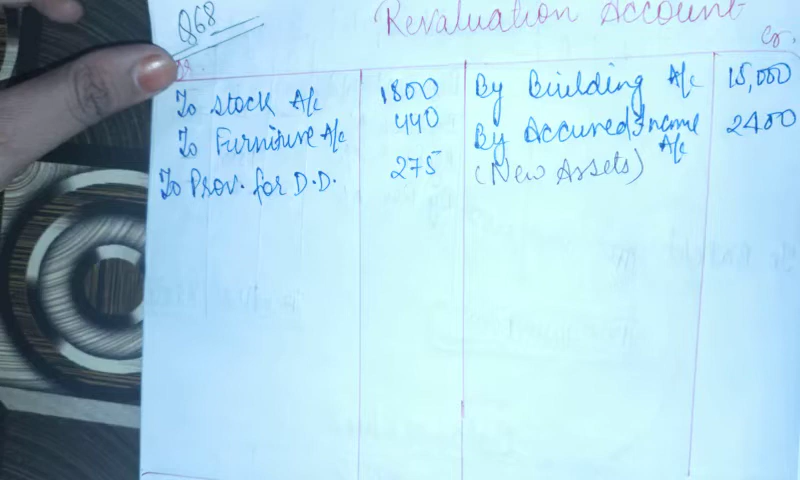 Q68
Revaluation Account
Cr.
To Stock A/c 1800 By Building A/c 15,000
To Furniture A/c 440 By Accured Income A/c 2400
To Prov. for D.D. 275 (New Assets)